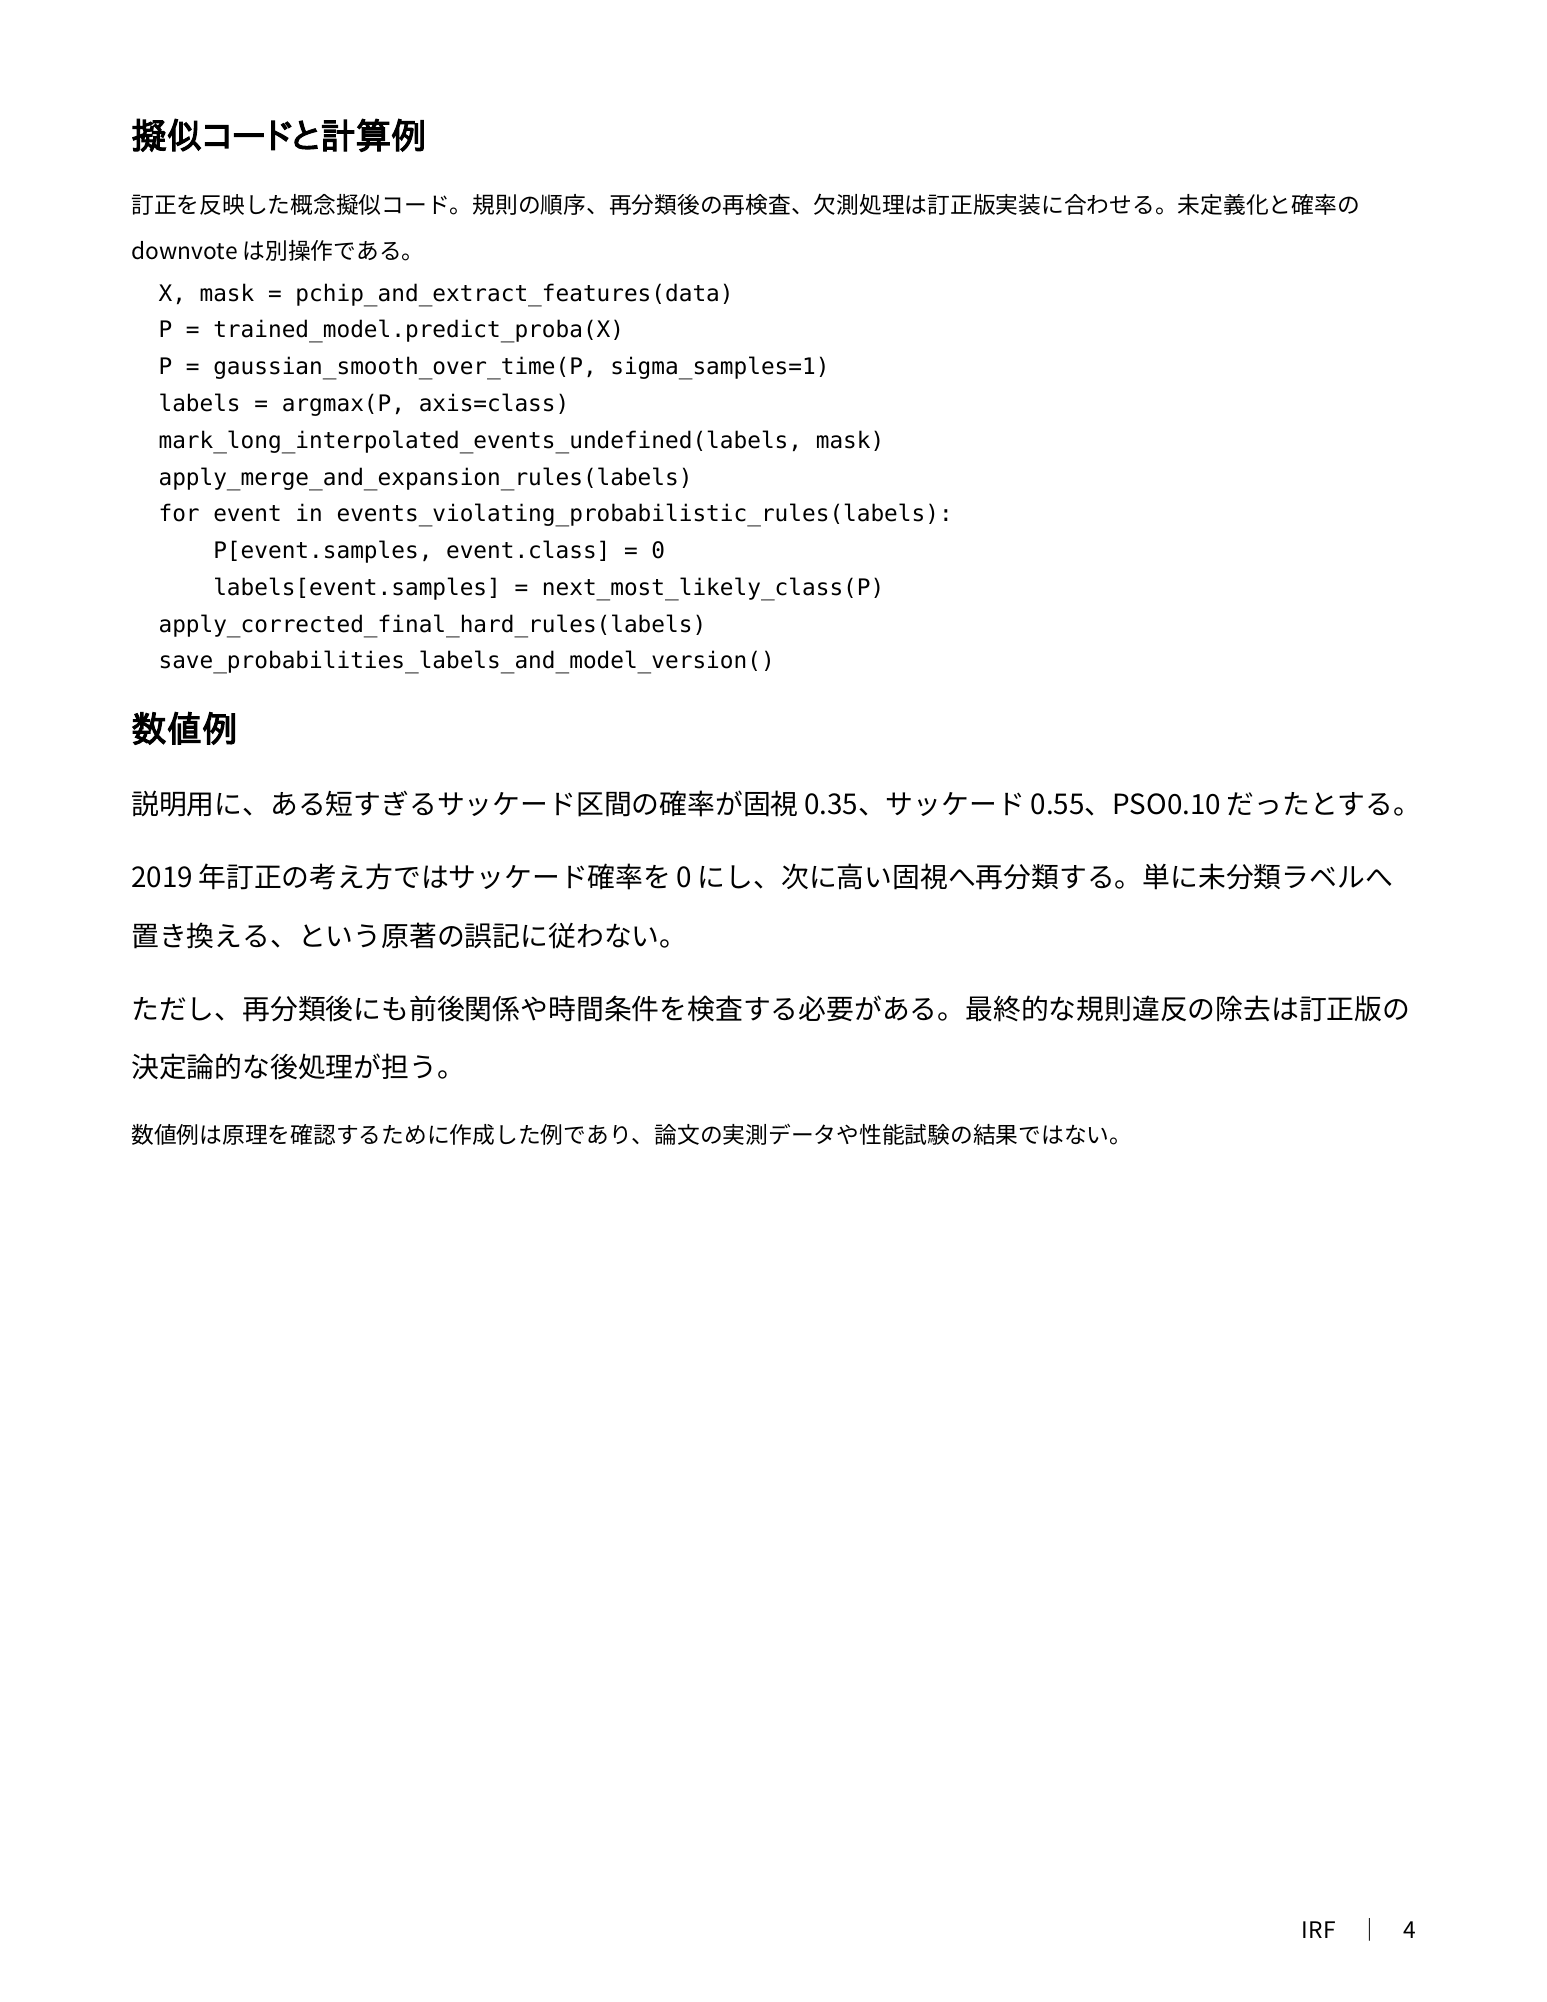 擬似コードと計算例
訂正を反映した概念擬似コード。規則の順序、再分類後の再検査、欠測処理は訂正版実装に合わせる。未定義化と確率の
downvote は別操作である。
X, mask = pchip_and_extract_features(data)
P = trained_model.predict_proba(X)
P = gaussian_smooth_over_time(P, sigma_samples=1)
labels = argmax(P, axis=class)
mark_long_interpolated_events_undefined(labels, mask)
apply_merge_and_expansion_rules(labels)
for event in events_violating_probabilistic_rules(labels):
    P[event.samples, event.class] = 0
    labels[event.samples] = next_most_likely_class(P)
apply_corrected_final_hard_rules(labels)
save_probabilities_labels_and_model_version()
数値例
説明用に、ある短すぎるサッケード区間の確率が固視 0.35、サッケード 0.55、PSO0.10 だったとする。
2019 年訂正の考え方ではサッケード確率を 0 にし、次に高い固視へ再分類する。単に未分類ラベルへ
置き換える、という原著の誤記に従わない。
ただし、再分類後にも前後関係や時間条件を検査する必要がある。最終的な規則違反の除去は訂正版の
決定論的な後処理が担う。
数値例は原理を確認するために作成した例であり、論文の実測データや性能試験の結果ではない。
IRF | 4